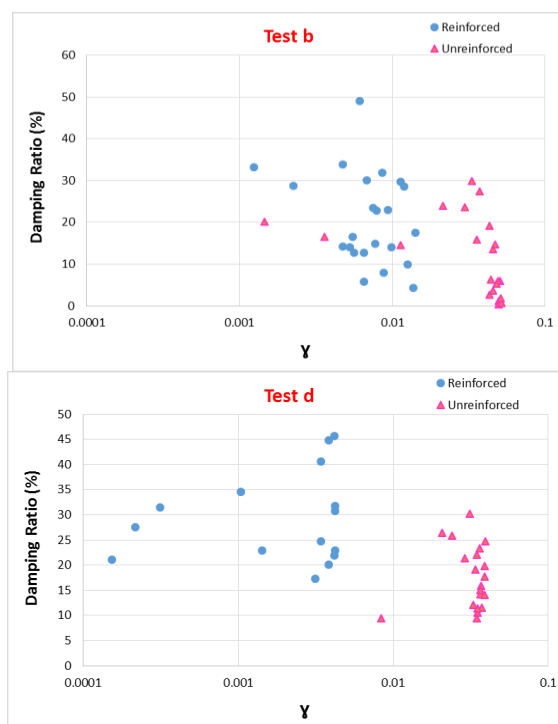 Test b
Reinforced
Unreinforced
Damping Ratio (%)
60
50
40
30
20
10
0
0.0001
0.001
0.01
0.1
ɣ
Test d
Reinforced
Unreinforced
Damping Ratio (%)
50
45
40
35
30
25
20
15
10
5
0
0.0001
0.001
0.01
0.1
ɣ